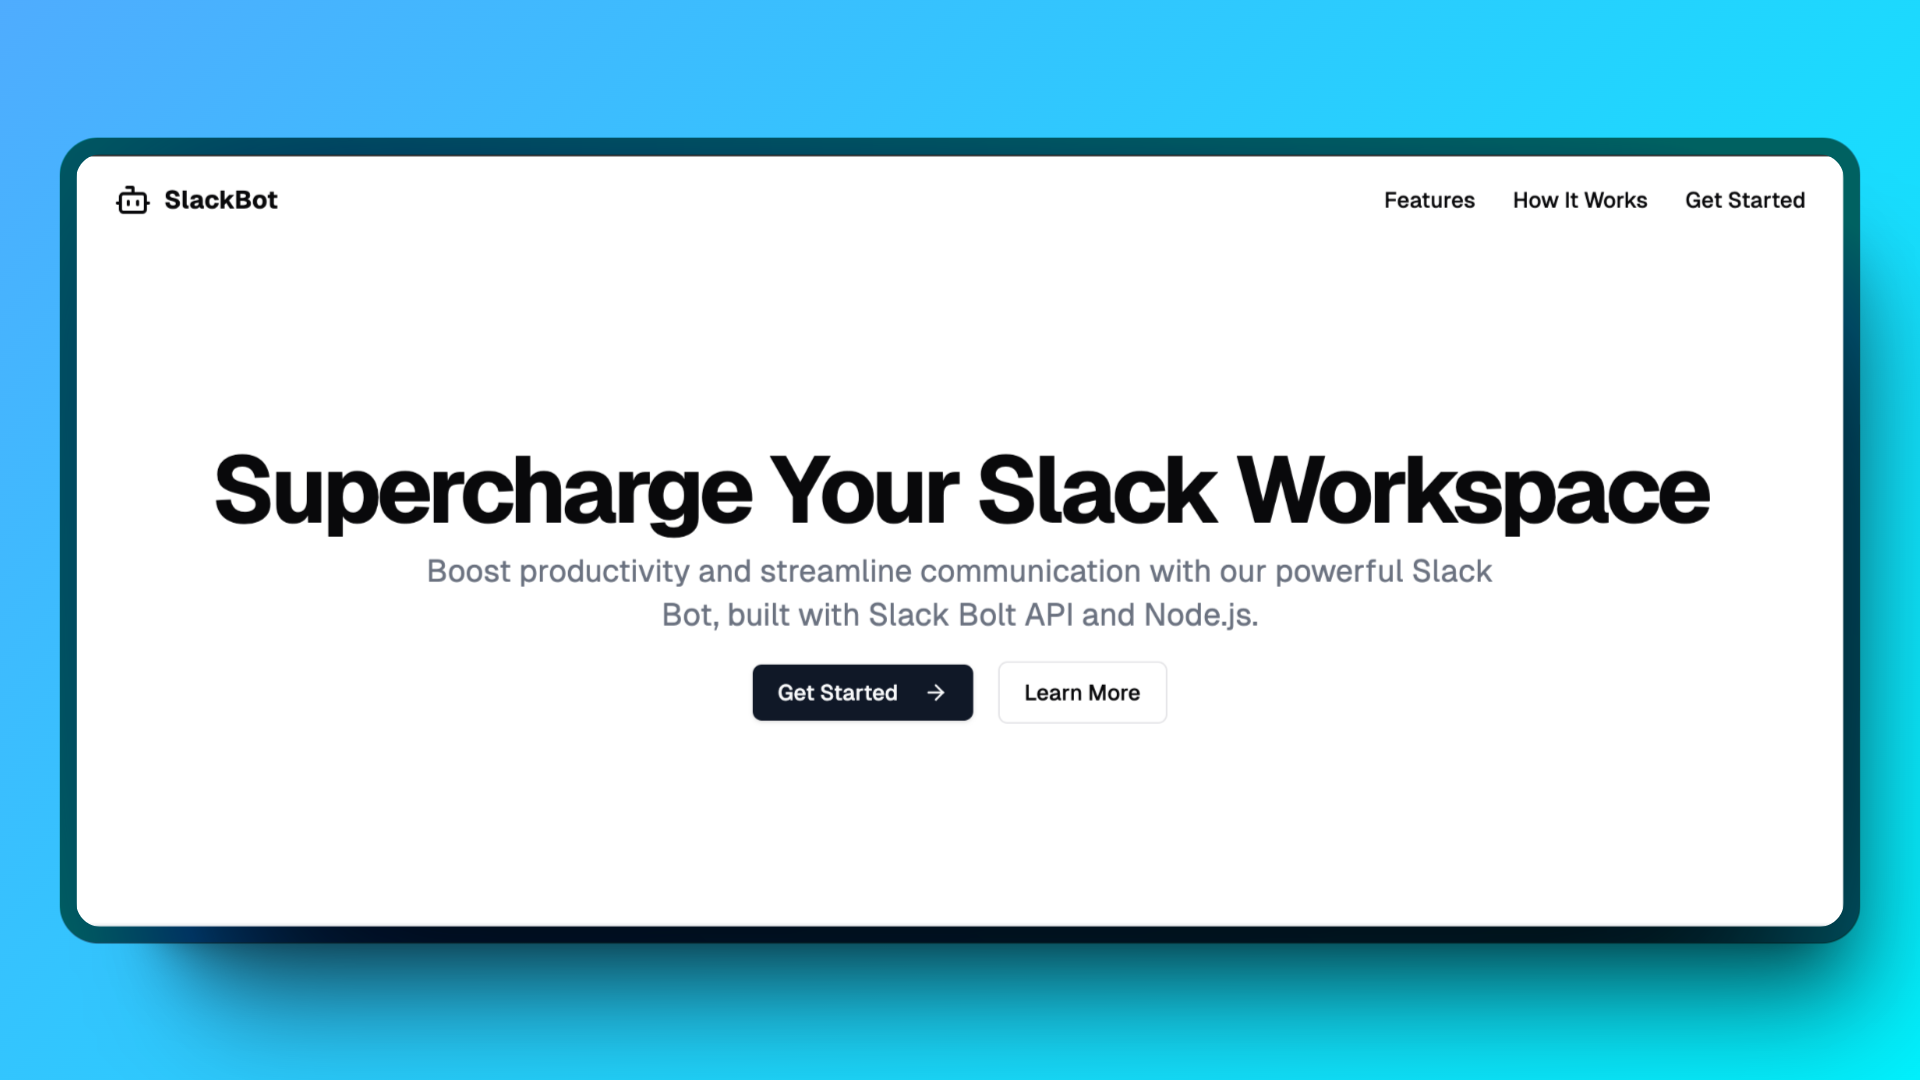 SlackBot
Features
How It Works
Get Started
Supercharge Your Slack Workspace
Boost productivity and streamline communication with our powerful Slack
Bot, built with Slack Bolt API and Node.js.
Get Started →
Learn More